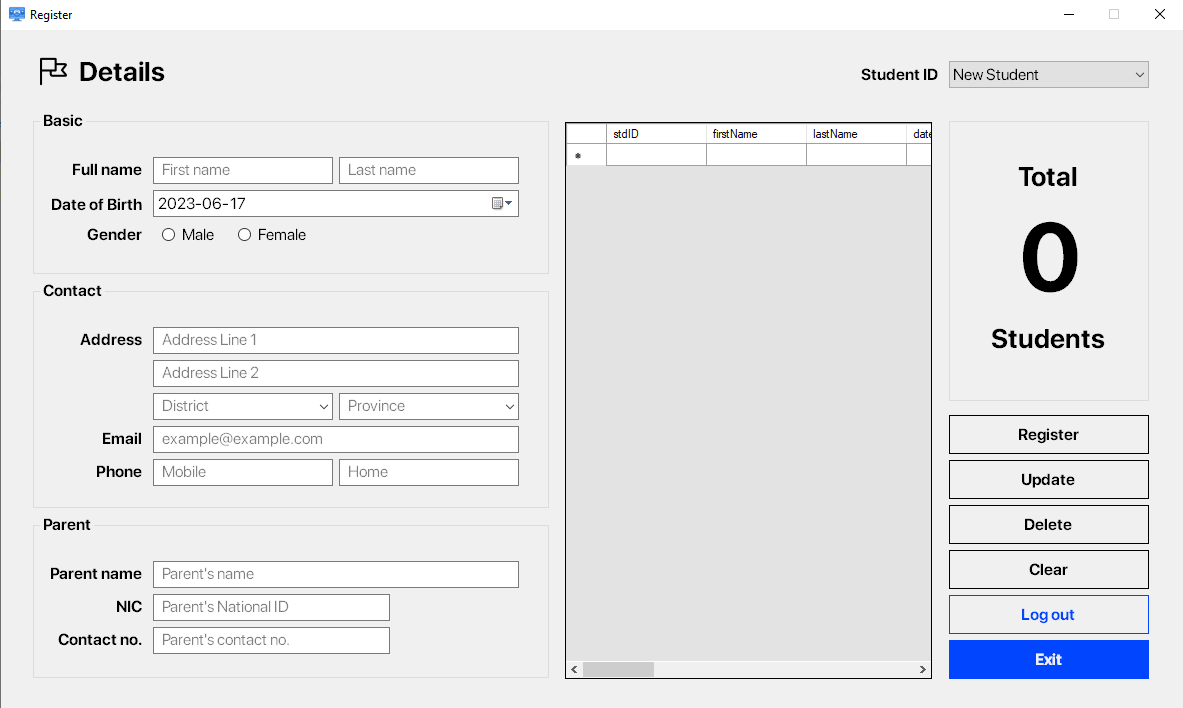 Register
Details
Student ID New Student
Basic
Full name First name Last name
Date of Birth 2023-06-17
Gender Male Female
Contact
Address Address Line 1
Address Line 2
District Province
Email example@example.com
Phone Mobile Home
Parent
Parent name Parent's name
NIC Parent's National ID
Contact no. Parent's contact no.
stdID firstName lastName date
*
Total
0
Students
Register
Update
Delete
Clear
Log out
Exit